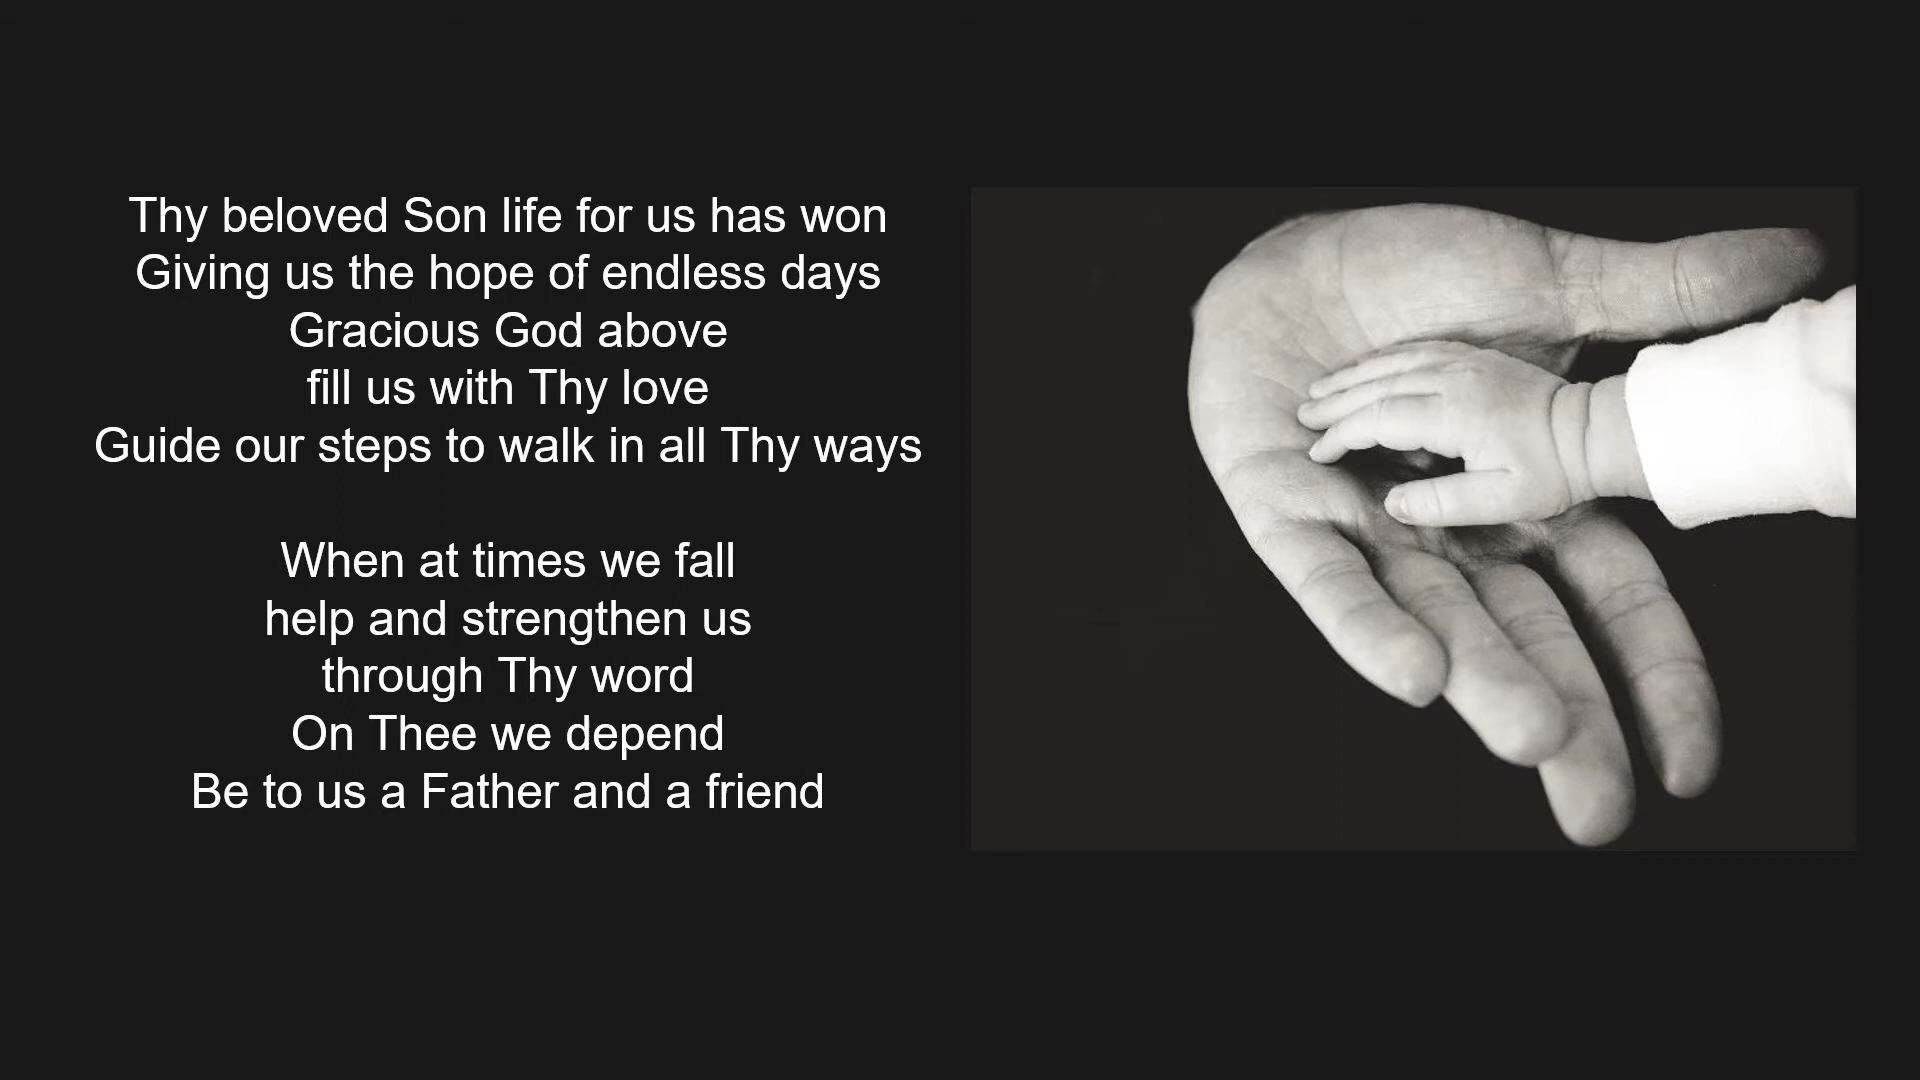 Thy beloved Son life for us has won
Giving us the hope of endless days
Gracious God above
fill us with Thy love
Guide our steps to walk in all Thy ways
When at times we fall
help and strengthen us
through Thy word
On Thee we depend
Be to us a Father and a friend